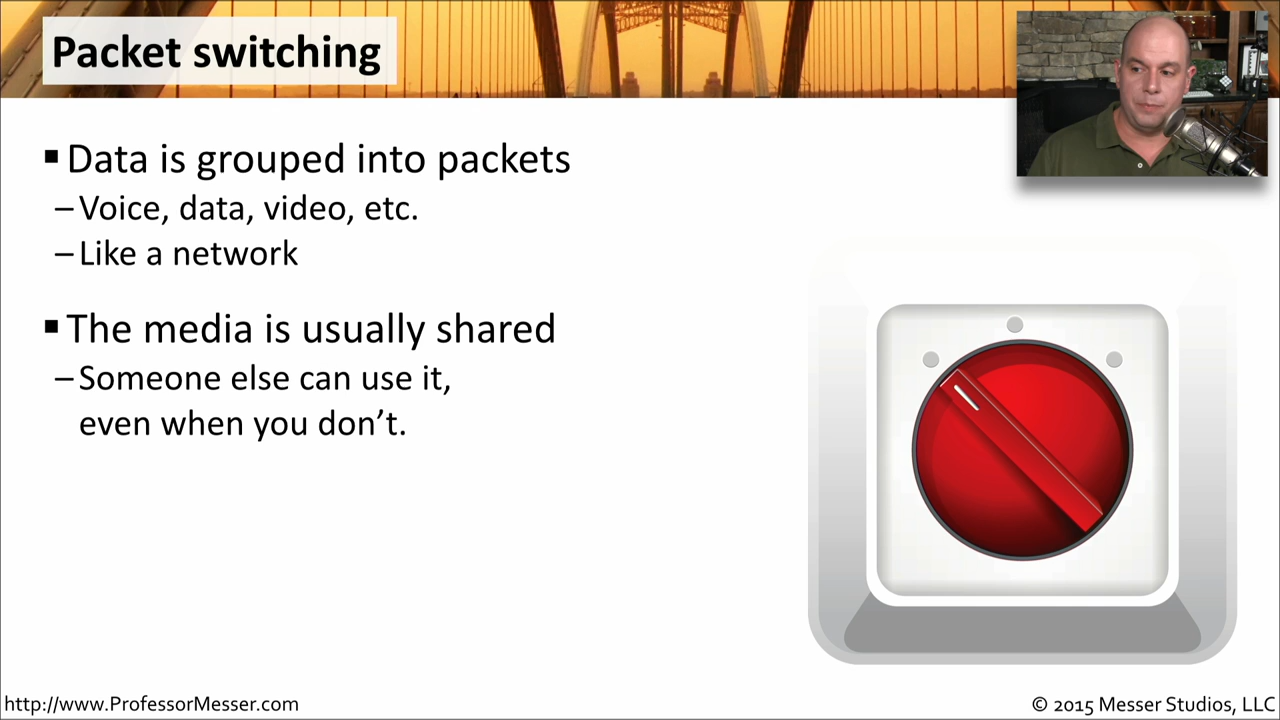 Packet switching
▪ Data is grouped into packets
– Voice, data, video, etc.
– Like a network
▪ The media is usually shared
– Someone else can use it,
even when you don’t.
http://www.ProfessorMesser.com
© 2015 Messer Studios, LLC